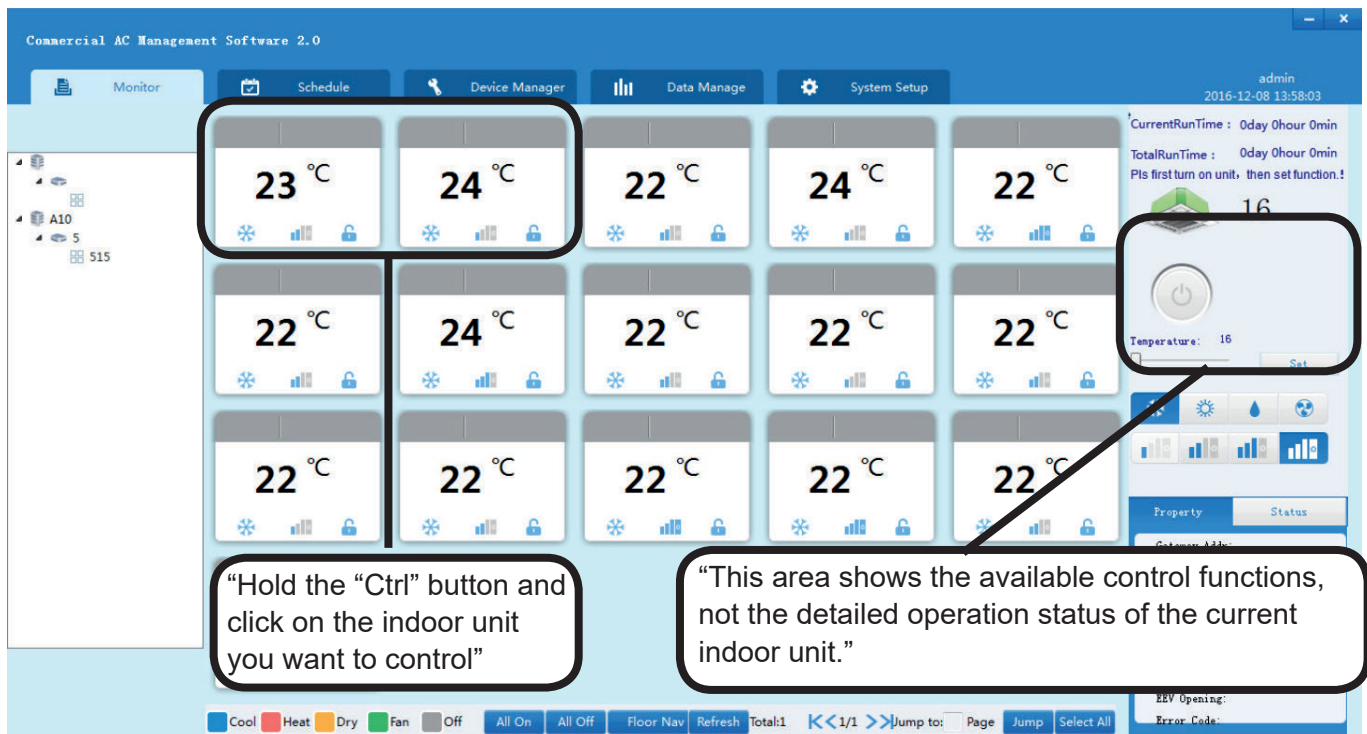 Commercial AC Management Software 2.0
Monitor
Schedule
Device Manager
Data Manage
System Setup
admin
2016-12-08 13:58:03
A10
5
515
23 ℃
24 ℃
22 ℃
24 ℃
22 ℃
22 ℃
24 ℃
22 ℃
22 ℃
22 ℃
22 ℃
22 ℃
22 ℃
22 ℃
22 ℃
CurrentRunTime : 0day 0hour 0min
TotalRunTime : 0day 0hour 0min
Pls first turn on unit, then set function.!
16
Temperature: 16
Set
Property
Status
Gateway Addr:
“Hold the “Ctrl” button and
click on the indoor unit
you want to control”
“This area shows the available control functions,
not the detailed operation status of the current
indoor unit.”
EEV Opening:
Error Code:
Cool Heat Dry Fan Off All On All Off Floor Nav Refresh Total:1 1/1 Jump to: Page Jump Select All